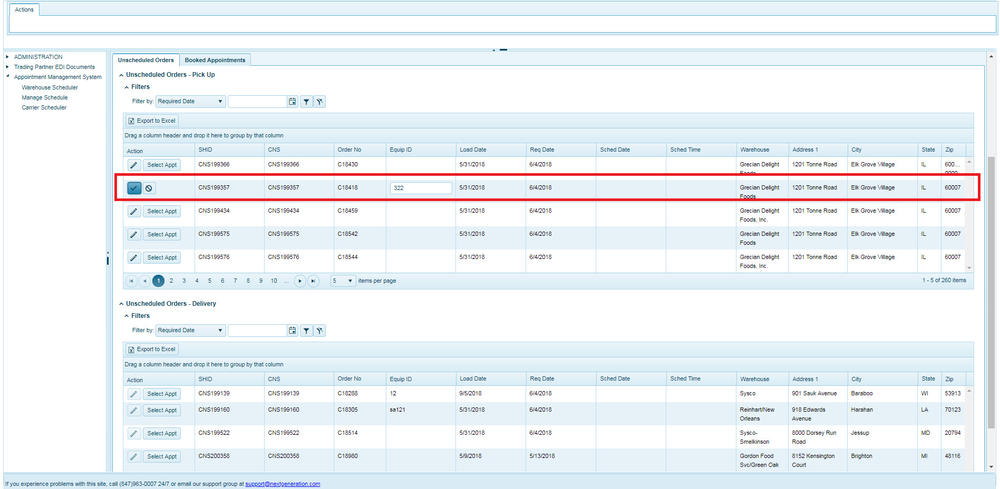 Actions
ADMINISTRATION
Trading Partner EDI Documents
Appointment Management System
Warehouse Scheduler
Manage Schedule
Carrier Scheduler
Unscheduled Orders Booked Appointments
Unscheduled Orders - Pick Up
Filters
Filter by: Required Date
Export to Excel
Drag a column header and drop it here to group by that column
Action SHID CNS Order No Equip ID Load Date Req Date Sched Date Sched Time Warehouse Address 1 City State Zip
Select Appt CNS199366 CNS199366 C18430 5/31/2018 6/4/2018 Grecian Delight 1201 Tonne Road Elk Grove Village IL 600...
Foods 0000
CNS199357 CNS199357 C18418 322 5/31/2018 6/4/2018 Grecian Delight 1201 Tonne Road Elk Grove Village IL 60007
Foods
Select Appt CNS199434 CNS199434 C18459 5/31/2018 6/4/2018 Grecian Delight 1201 Tonne Road Elk Grove Village IL 60007
Foods, Inc.
Select Appt CNS199575 CNS199575 C18542 5/31/2018 6/4/2018 Grecian Delight 1201 Tonne Road Elk Grove Village IL 60007
Foods
Select Appt CNS199576 CNS199576 C18544 5/31/2018 6/4/2018 Grecian Delight 1201 Tonne Road Elk Grove Village IL 60007
Foods, Inc.
1 2 3 4 5 6 7 8 9 10 ... 5 items per page 1 - 5 of 260 items
Unscheduled Orders - Delivery
Filters
Filter by: Required Date
Export to Excel
Drag a column header and drop it here to group by that column
Action SHID CNS Order No Equip ID Load Date Req Date Sched Date Sched Time Warehouse Address 1 City State Zip
Select Appt CNS199139 CNS199139 C18288 12 9/5/2018 6/4/2018 Sysco 901 Sauk Avenue Baraboo WI 53913
Select Appt CNS199160 CNS199160 C18305 sa121 5/31/2018 6/4/2018 Reinhart/New 918 Edwards Harahan LA 70123
Orleans Avenue
Select Appt CNS199522 CNS199522 C18514 5/31/2018 6/4/2018 Sysco- 8000 Dorsey Run Jessup MD 20794
Smelkinson Road
Select Appt CNS200358 CNS200358 C18980 5/9/2018 5/13/2018 Gordon Food 8152 Kensington Brighton MI 48116
Svc/Green Oak Court
If you experience problems with this site, call (847)963-0007 24/7 or email our support group at support@nextgeneration.com